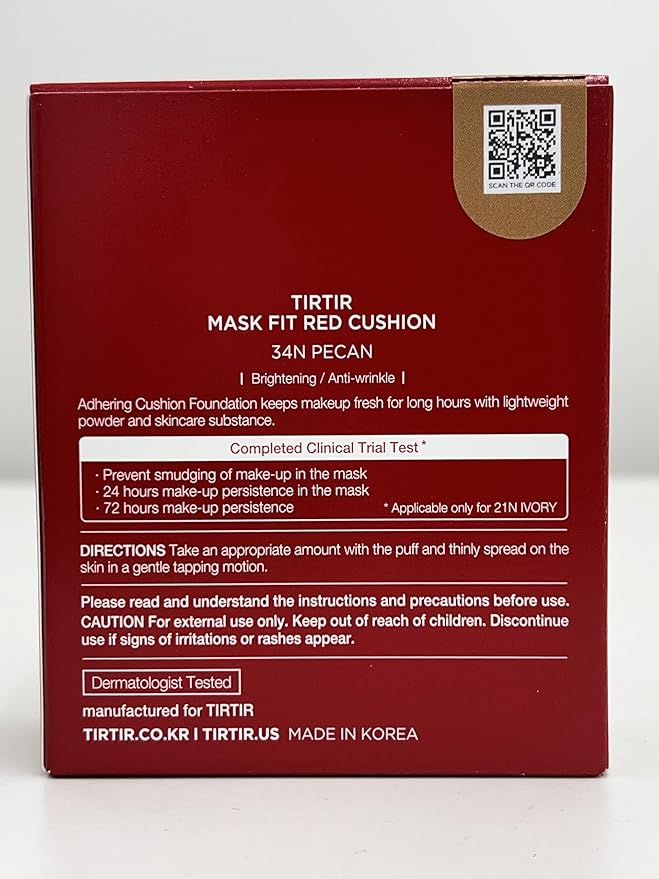 SCAN THE QR CODE
TIRTIR
MASK FIT RED CUSHION
34N PECAN
| Brightening / Anti-wrinkle |
Adhering Cushion Foundation keeps makeup fresh for long hours with lightweight
powder and skincare substance.
Completed Clinical Trial Test*
· Prevent smudging of make-up in the mask
· 24 hours make-up persistence in the mask
· 72 hours make-up persistence * Applicable only for 21N IVORY
DIRECTIONS Take an appropriate amount with the puff and thinly spread on the
skin in a gentle tapping motion.
Please read and understand the instructions and precautions before use.
CAUTION For external use only. Keep out of reach of children. Discontinue
use if signs of irritations or rashes appear.
Dermatologist Tested
manufactured for TIRTIR
TIRTIR.CO.KR | TIRTIR.US MADE IN KOREA